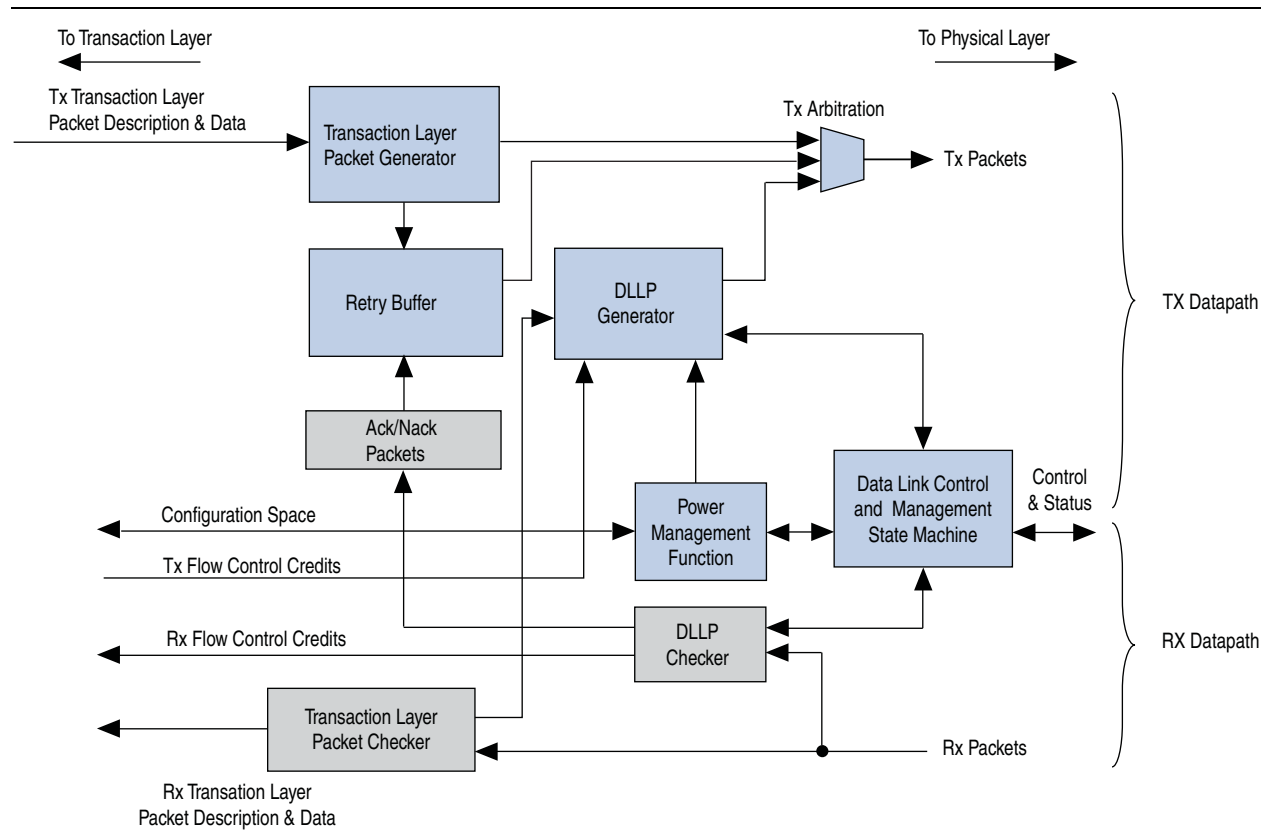 To Transaction Layer
To Physical Layer
Tx Transaction Layer
Packet Description & Data
Transaction Layer
Packet Generator
Tx Arbitration
Tx Packets
Retry Buffer
DLLP
Generator
TX Datapath
Ack/Nack
Packets
Configuration Space
Power
Management
Function
Data Link Control
and Management
State Machine
Control
& Status
Tx Flow Control Credits
Rx Flow Control Credits
DLLP
Checker
RX Datapath
Transaction Layer
Packet Checker
Rx Packets
Rx Transation Layer
Packet Description & Data